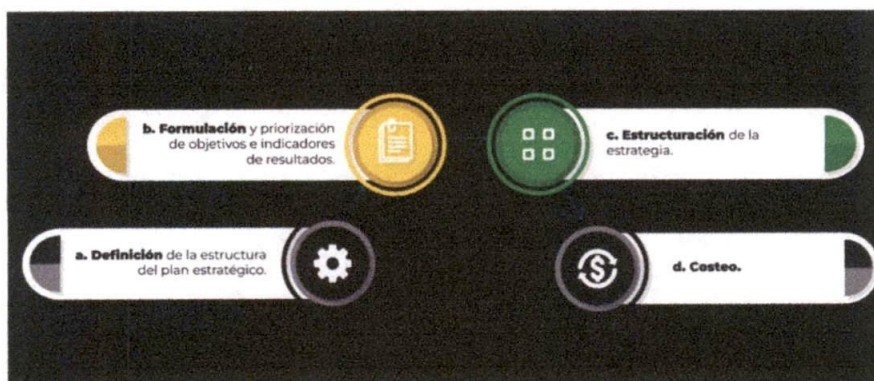 b. Formulación y priorización
de objetivos e indicadores
de resultados.
c. Estructuración de la
estrategia.
a. Definición de la estructura
del plan estratégico.
d. Costeo.